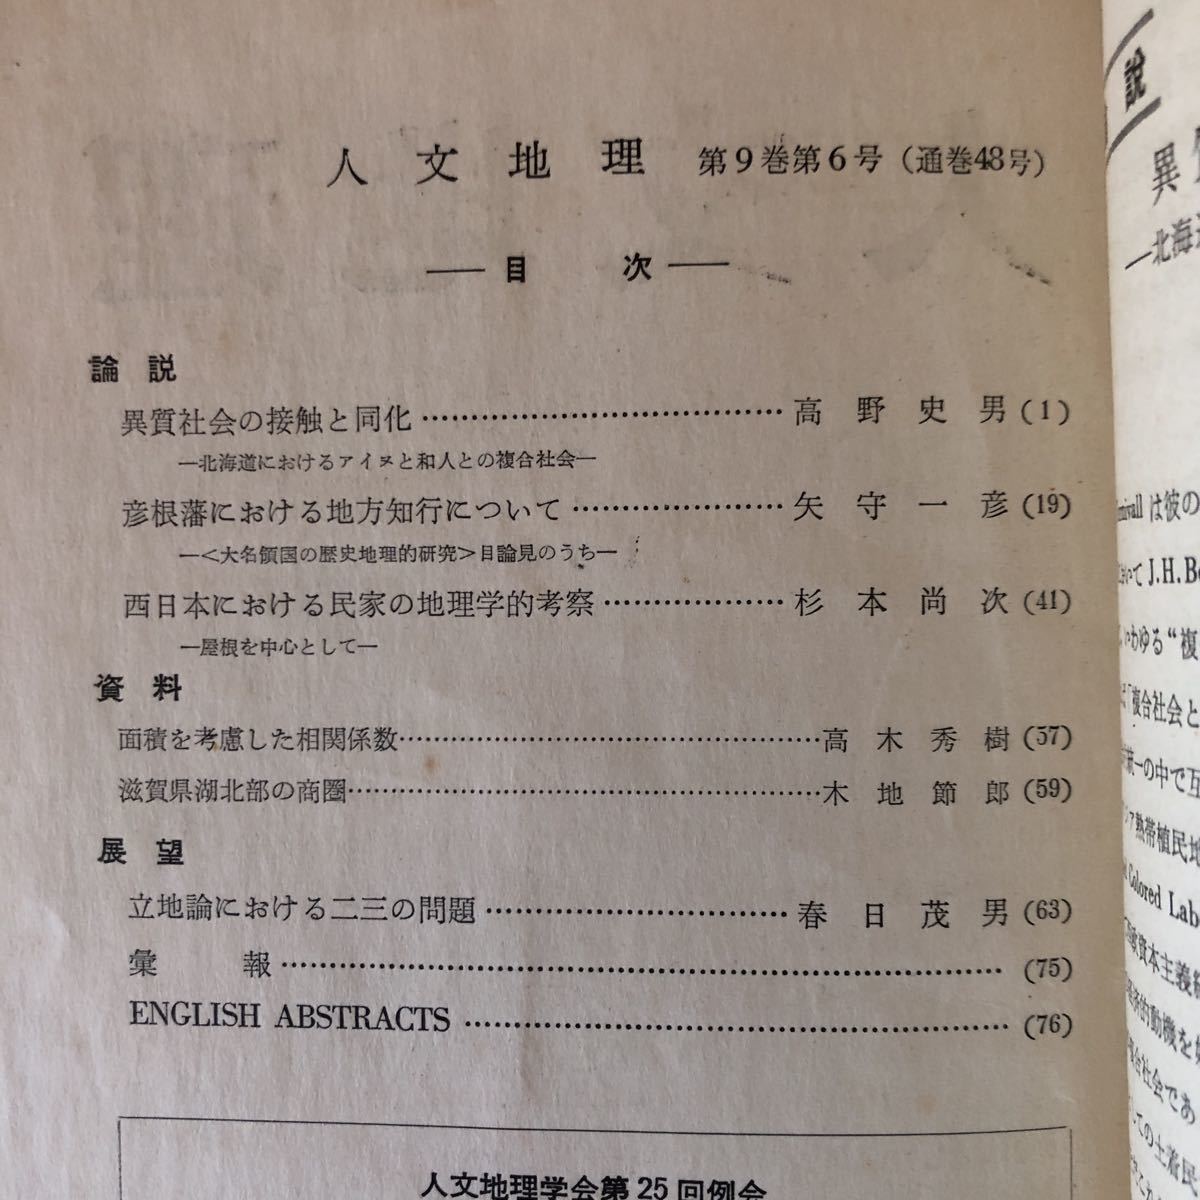 人文地理 第9巻第6号(通巻48号)
―目次―
論説
異質社会の接触と同化……………………………高野史男(1)
―北海道におけるアイヌと和人との複合社会―
彦根藩における地方知行について…………………矢守一彦(19)
―<大名領国の歴史地理的研究>目論見のうち―
西日本における民家の地理学的考察………………杉本尚次(41)
―屋根を中心として―
資料
面積を考慮した相関係数…………………………………高木秀樹(57)
滋賀県湖北部の商圏………………………………………木地節郎(59)
展望
立地論における二三の問題…………………………春日茂男(63)
彙報……………………………………………………………(75)
ENGLISH ABSTRACTS……………………………………………(76)
人文地理学会第25回例会
説
異
―北海
は彼の
いてJ.H.
わゆる“複
「複合社会と
統一の中で互
熱帯植民地
Colored Lab
資本主義
的動機を
合社会であ
ての土着民